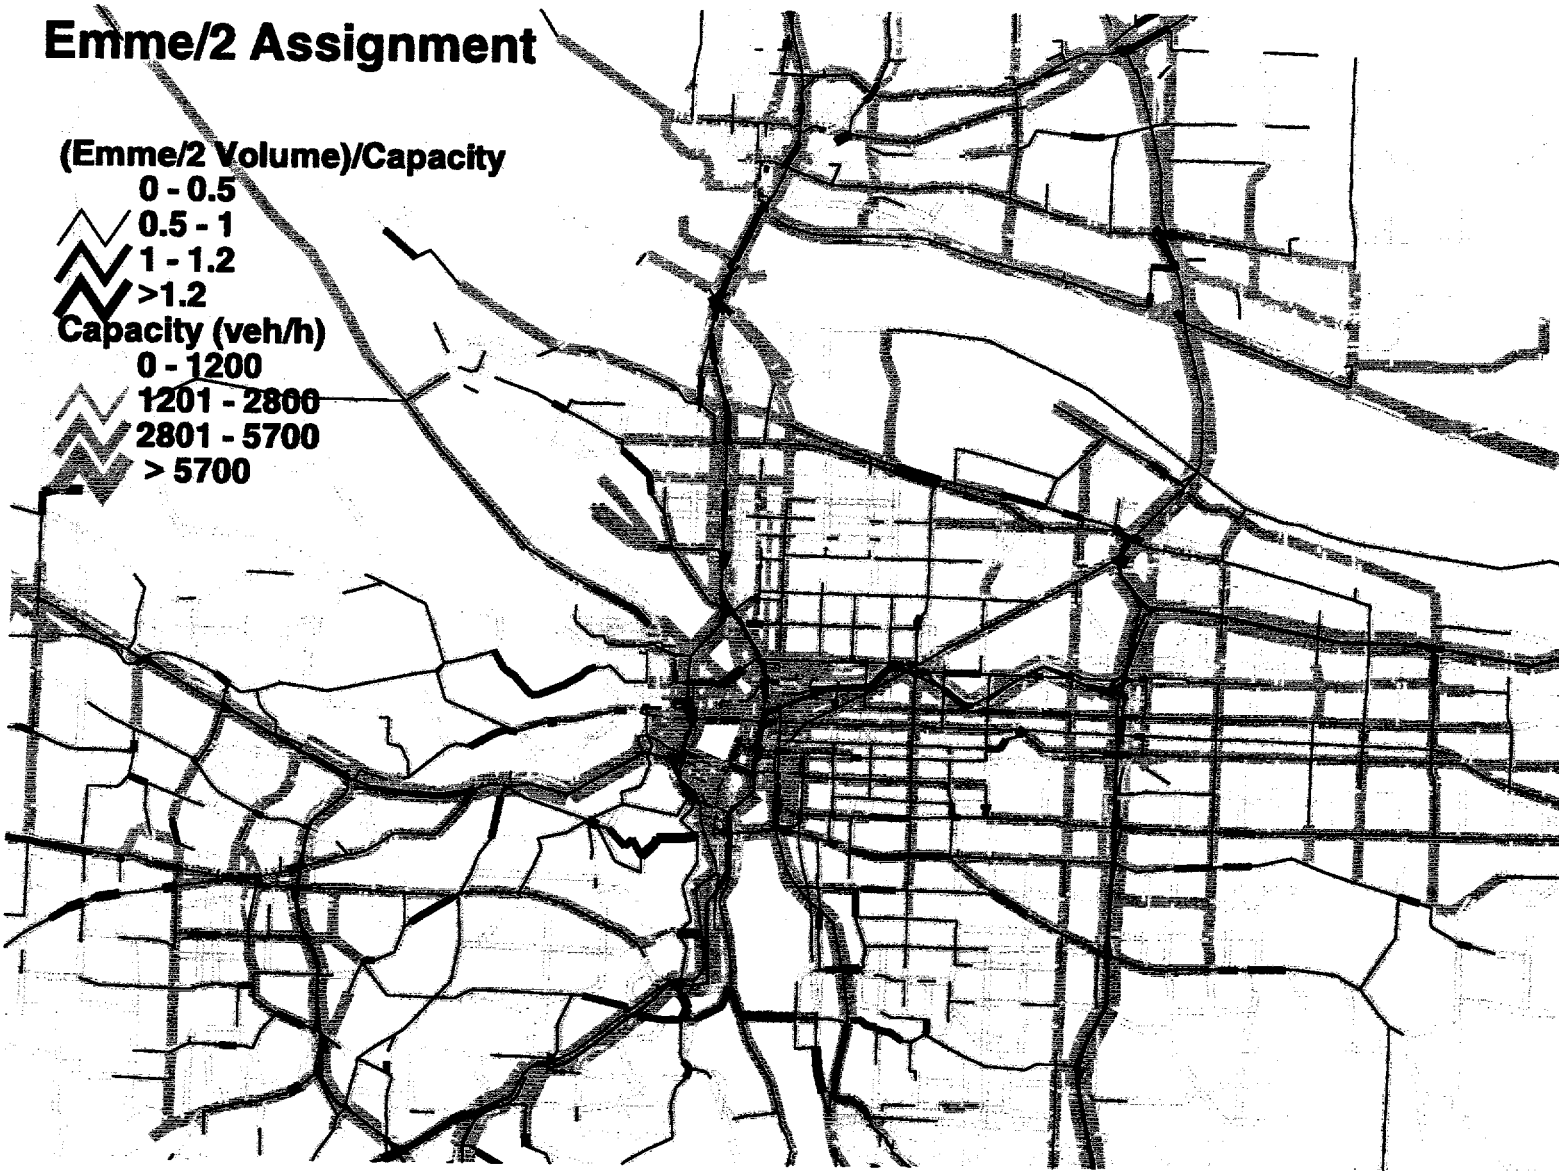 Emme/2 Assignment
(Emme/2 Volume)/Capacity
0 - 0.5
0.5 - 1
1 - 1.2
>1.2
Capacity (veh/h)
0 - 1200
1201 - 2800
2801 - 5700
> 5700